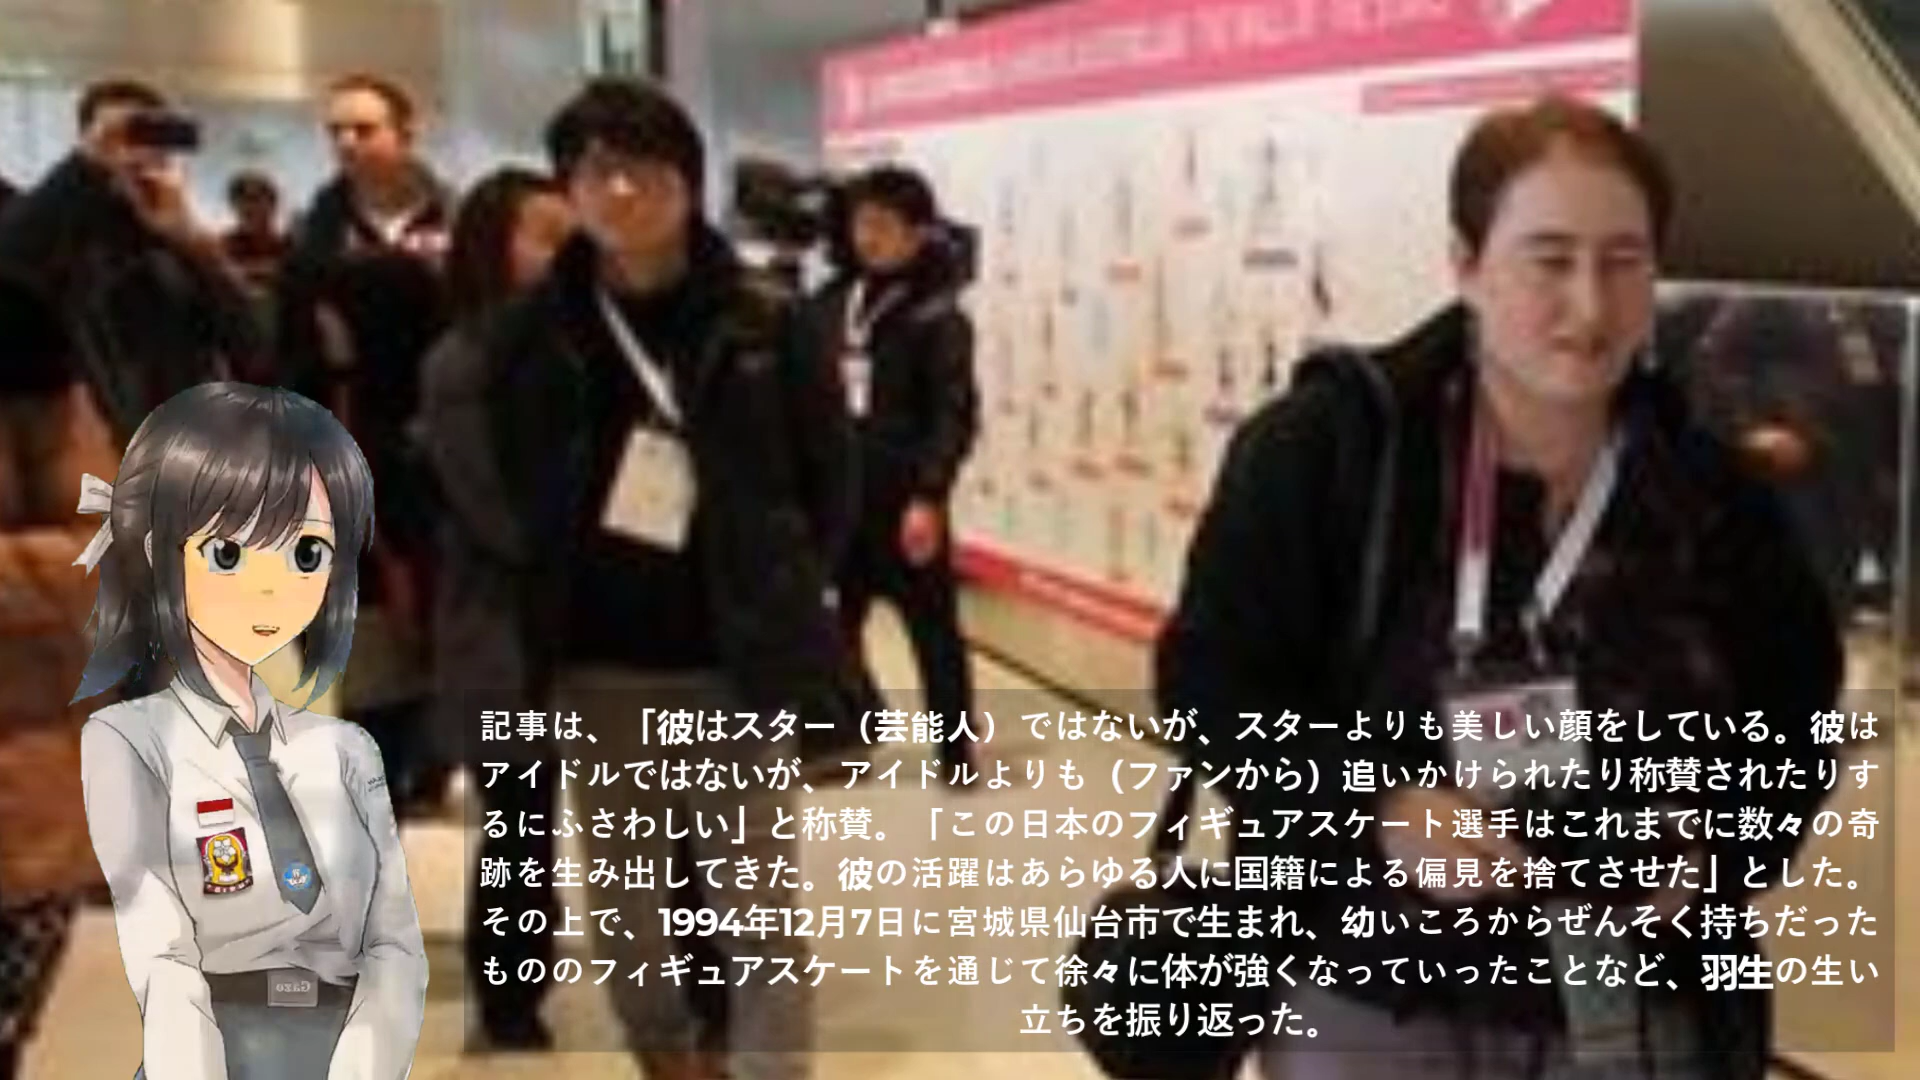 記事は、「彼はスター（芸能人）ではないが、スターよりも美しい顔をしている。彼は
アイドルではないが、アイドルよりも（ファンから）追いかけられたり称賛されたりす
るにふさわしい」と称賛。「この日本のフィギュアスケート選手はこれまでに数々の奇
跡を生み出してきた。彼の活躍はあらゆる人に国籍による偏見を捨てさせた」とした。
その上で、1994年12月7日に宮城県仙台市で生まれ、幼いころからぜんそく持ちだった
もののフィギュアスケートを通じて徐々に体が強くなっていったことなど、羽生の生い
立ちを振り返った。